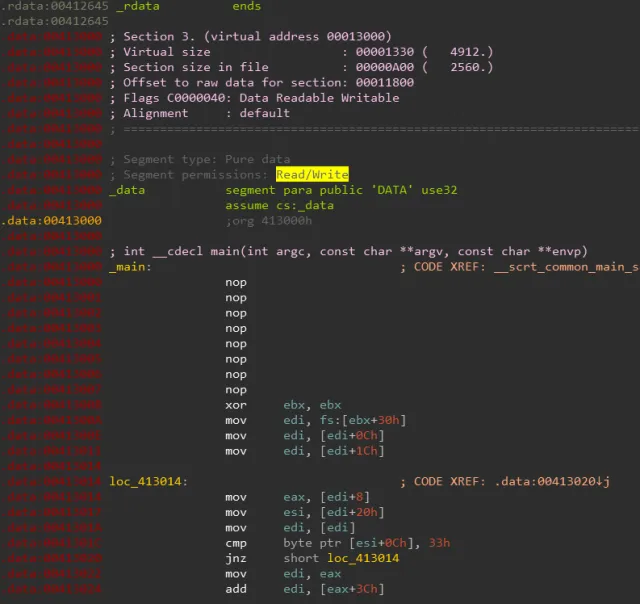 .rdata:00412645 _rdata ends
.rdata:00412645
.data:00413000 ; Section 3. (virtual address 00013000)
.data:00413000 ; Virtual size : 00001330 ( 4912.)
.data:00413000 ; Section size in file : 00000A00 ( 2560.)
.data:00413000 ; Offset to raw data for section: 00011800
.data:00413000 ; Flags C0000040: Data Readable Writable
.data:00413000 ; Alignment : default
.data:00413000 ; ================================================================
.data:00413000
.data:00413000 ; Segment type: Pure data
.data:00413000 ; Segment permissions: Read/Write
.data:00413000 _data segment para public 'DATA' use32
.data:00413000 assume cs:_data
.data:00413000 ;org 413000h
.data:00413000
.data:00413000 ; int __cdecl main(int argc, const char **argv, const char **envp)
.data:00413000 _main: ; CODE XREF: __scrt_common_main_s
.data:00413000 nop
.data:00413001 nop
.data:00413002 nop
.data:00413003 nop
.data:00413004 nop
.data:00413005 nop
.data:00413006 nop
.data:00413007 nop
.data:00413008 xor ebx, ebx
.data:0041300A mov edi, fs:[ebx+30h]
.data:0041300E mov edi, [edi+0Ch]
.data:00413011 mov edi, [edi+1Ch]
.data:00413014
.data:00413014 loc_413014: ; CODE XREF: .data:00413020↓j
.data:00413014 mov eax, [edi+8]
.data:00413017 mov esi, [edi+20h]
.data:0041301A mov edi, [edi]
.data:0041301C cmp byte ptr [esi+0Ch], 33h
.data:00413020 jnz short loc_413014
.data:00413022 mov edi, eax
.data:00413024 add edi, [eax+3Ch]